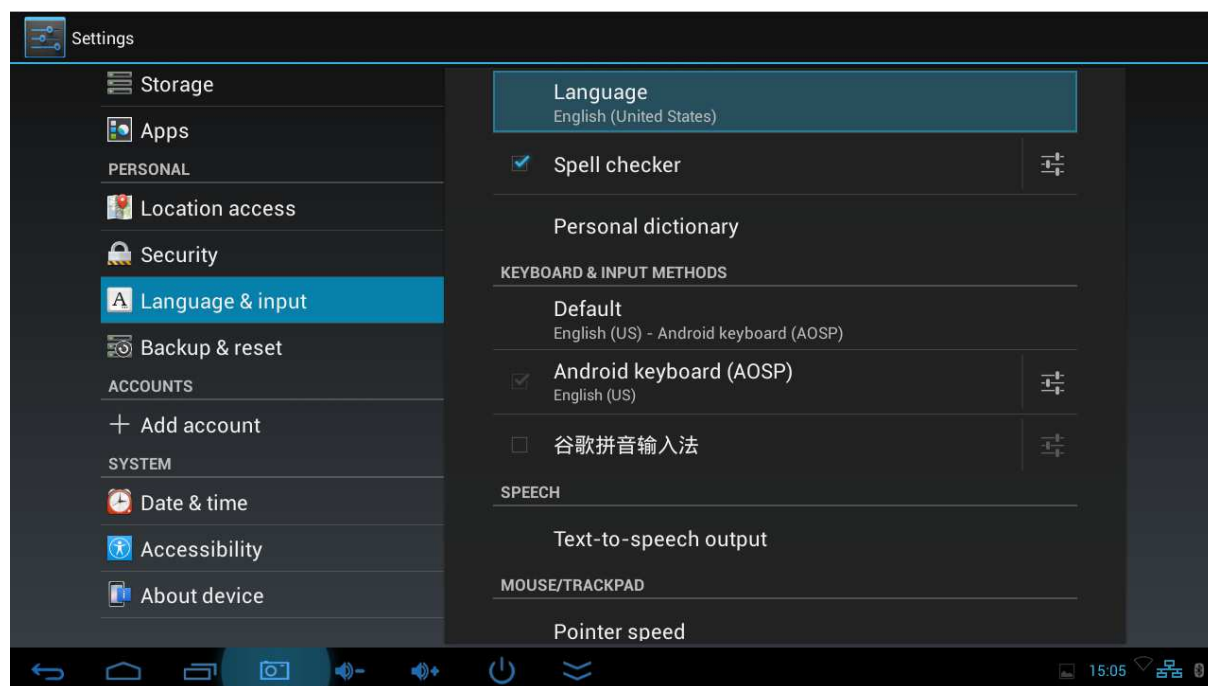 Settings
Storage
Apps
PERSONAL
Location access
Security
Language & input
Backup & reset
ACCOUNTS
Add account
SYSTEM
Date & time
Accessibility
About device
Language
English (United States)
Spell checker
Personal dictionary
KEYBOARD & INPUT METHODS
Default
English (US) - Android keyboard (AOSP)
Android keyboard (AOSP)
English (US)
谷歌拼音输入法
SPEECH
Text-to-speech output
MOUSE/TRACKPAD
Pointer speed
15:05